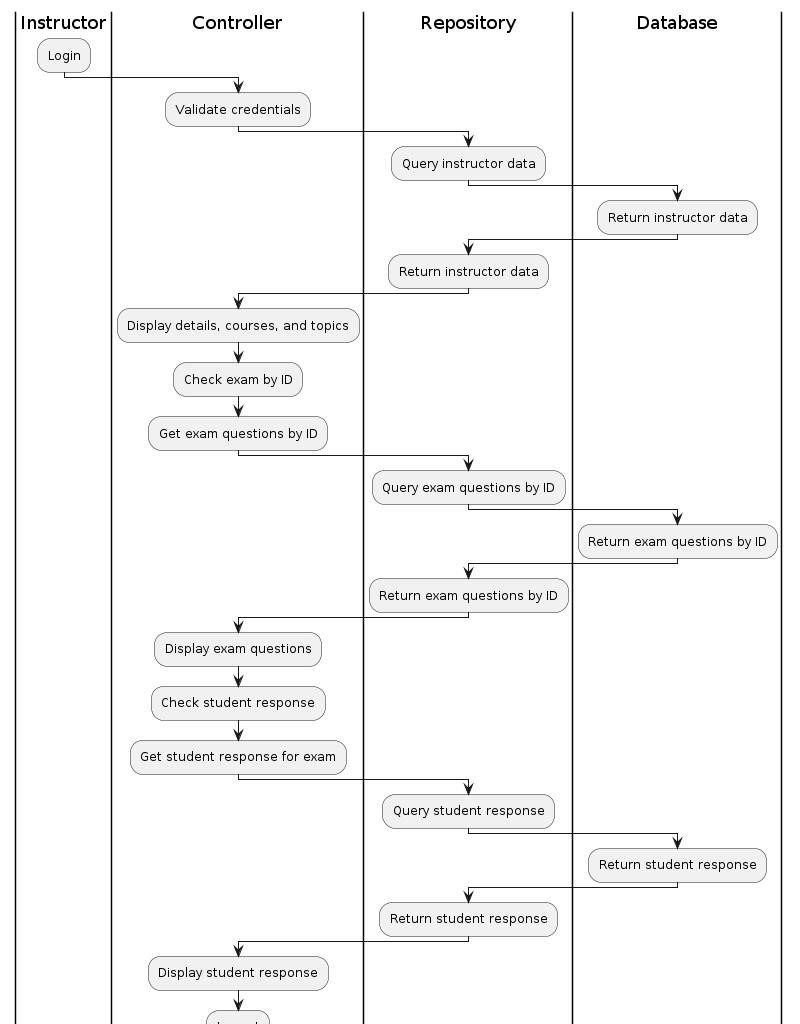 Instructor
Controller
Repository
Database
Login
Validate credentials
Query instructor data
Return instructor data
Return instructor data
Display details, courses, and topics
Check exam by ID
Get exam questions by ID
Query exam questions by ID
Return exam questions by ID
Return exam questions by ID
Display exam questions
Check student response
Get student response for exam
Query student response
Return student response
Return student response
Display student response